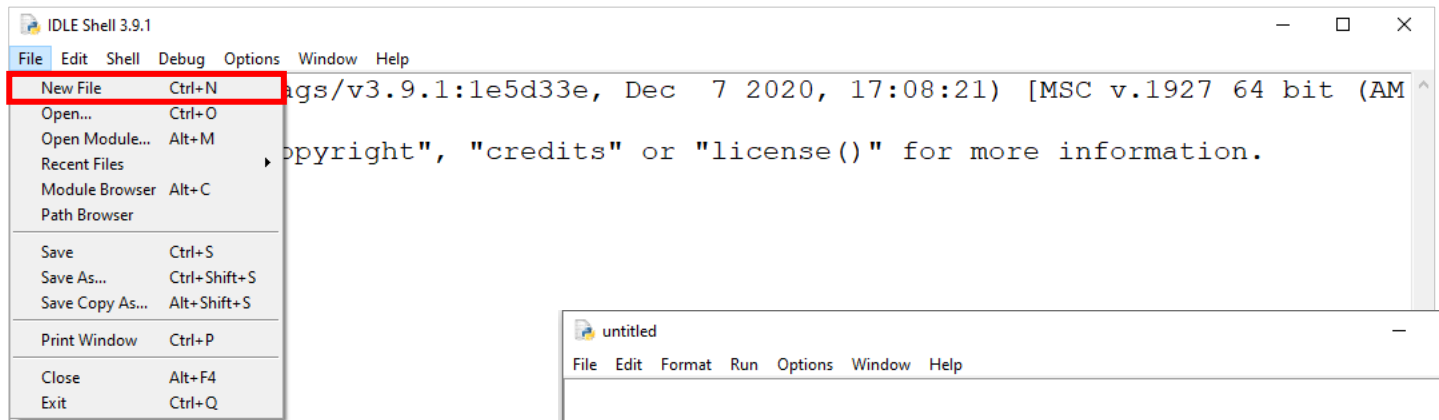 IDLE Shell 3.9.1
File Edit Shell Debug Options Window Help
New File Ctrl+N
ags/v3.9.1:1e5d33e, Dec 7 2020, 17:08:21) [MSC v.1927 64 bit (AM
Open... Ctrl+O
Open Module... Alt+M
opyright", "credits" or "license()" for more information.
Recent Files
Module Browser Alt+C
Path Browser
Save Ctrl+S
Save As... Ctrl+Shift+S
Save Copy As... Alt+Shift+S
Print Window Ctrl+P
Close Alt+F4
Exit Ctrl+Q
untitled
File Edit Format Run Options Window Help